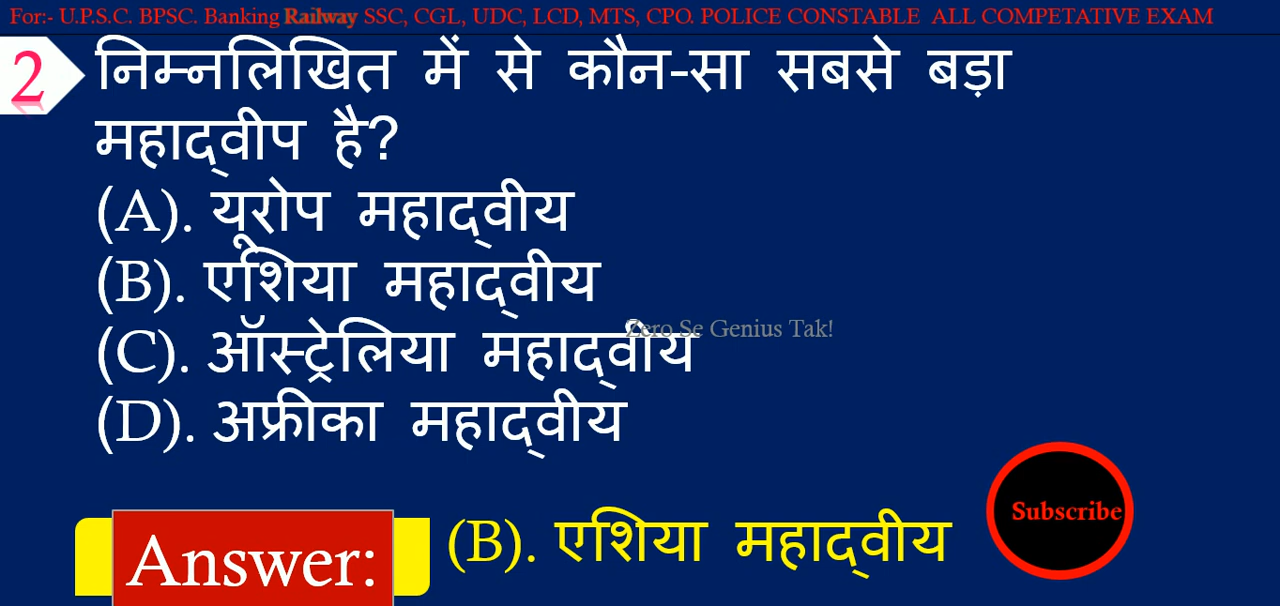 For:- U.P.S.C. BPSC. Banking Railway SSC, CGL, UDC, LCD, MTS, CPO. POLICE CONSTABLE ALL COMPETATIVE EXAM
2 निम्नलिखित में से कौन-सा सबसे बड़ा
महाद्वीप है?
(A). यूरोप महाद्वीय
(B). एशिया महाद्वीय
Zero Se Genius Tak!
(C). ऑस्ट्रेलिया महाद्वीय
(D). अफ्रीका महाद्वीय
Subscribe
Answer: (B). एशिया महाद्वीय